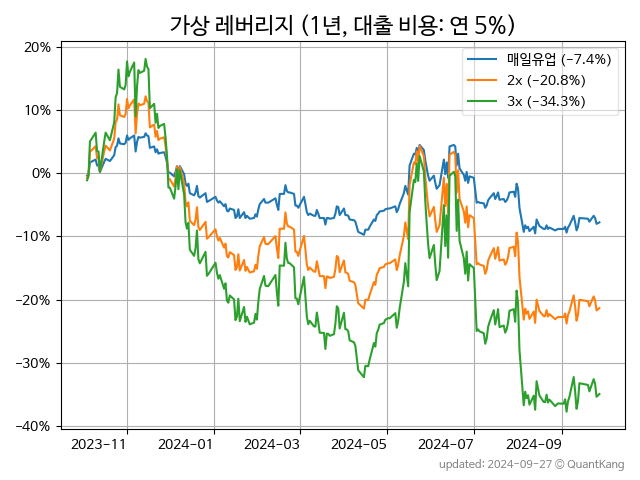 가상 레버리지 (1년, 대출 비용: 연 5%)
20%
10%
0%
−10%
−20%
−30%
−40%
매일유업 (−7.4%)
2x (−20.8%)
3x (−34.3%)
2023-11
2024-01
2024-03
2024-05
2024-07
2024-09
updated: 2024-09-27 © QuantKang